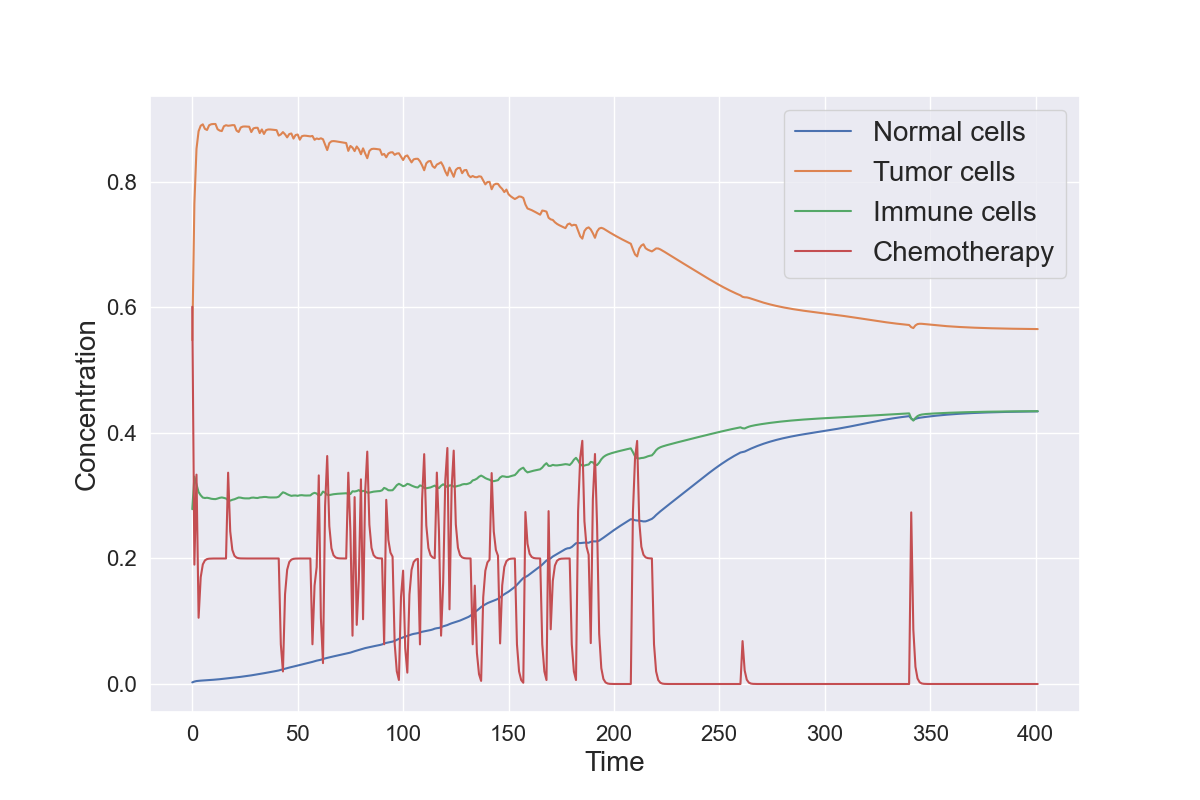 Normal cells
Tumor cells
Immune cells
Chemotherapy
Concentration
0.8
0.6
0.4
0.2
0.0
0 50 100 150 200 250 300 350 400
Time